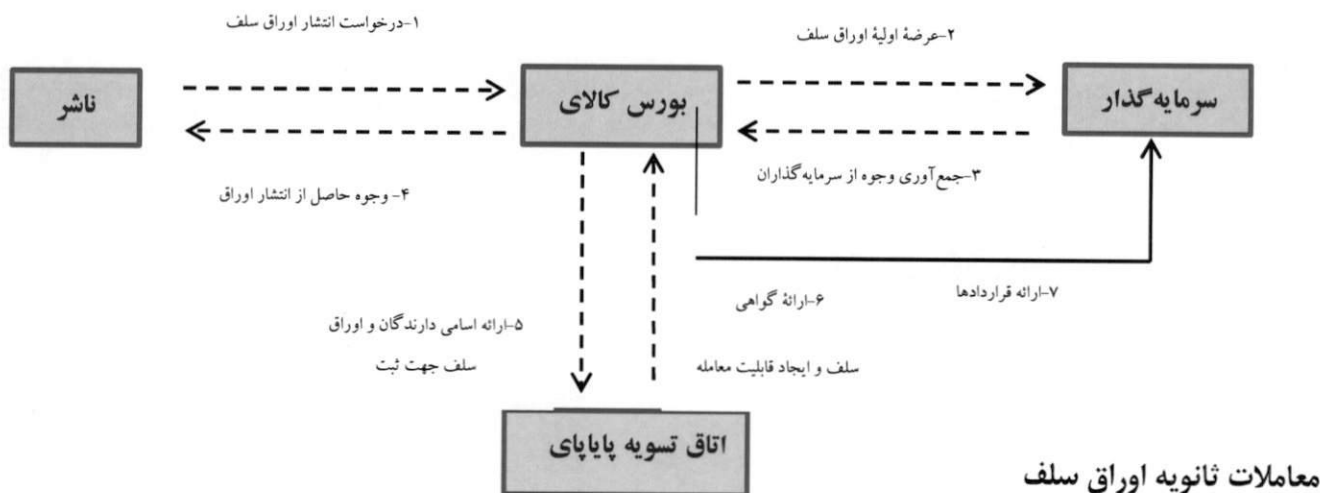 ۱-درخواست انتشار اوراق سلف
۲-عرضهٔ اولیهٔ اوراق سلف
ناشر
بورس کالای
سرمایه‌گذار
۴- وجوه حاصل از انتشار اوراق
۳-جمع‌آوری وجوه از سرمایه‌گذاران
۵-ارائه اسامی دارندگان و اوراق
سلف جهت ثبت
۶-ارائهٔ گواهی
سلف و ایجاد قابلیت معامله
۷-ارائه قراردادها
اتاق تسویه پایاپای
معاملات ثانویه اوراق سلف